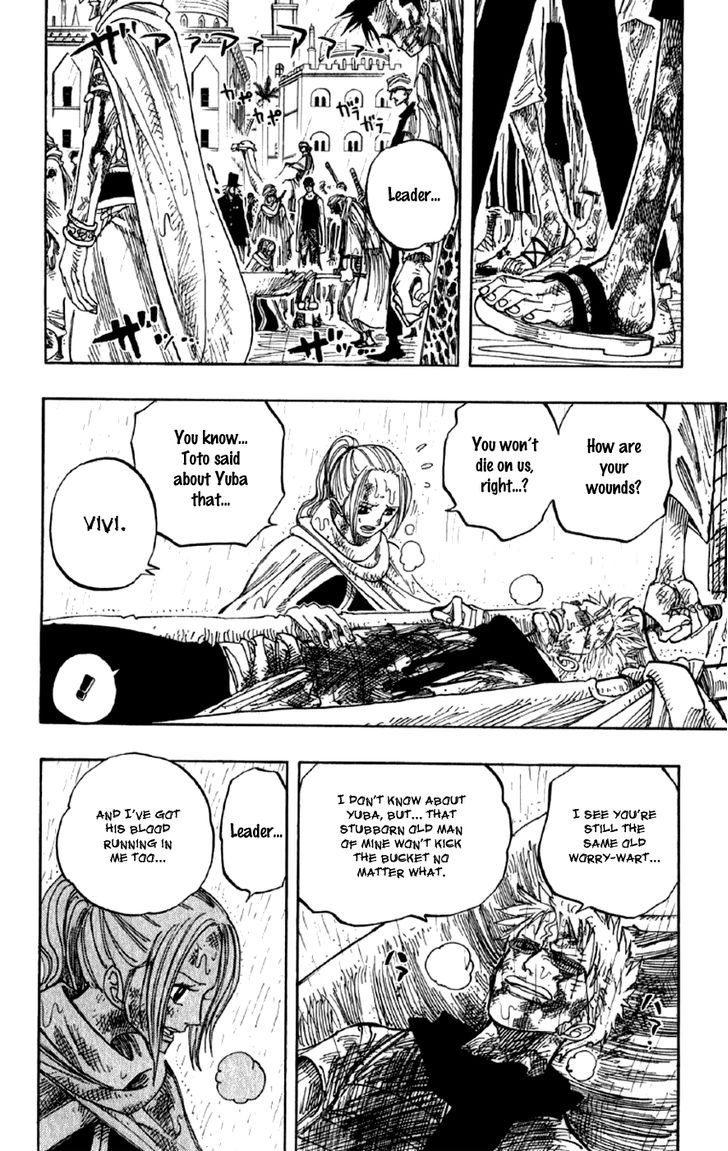 Leader...
How are
your
wounds?
You won't
die on us,
right...?
You know...
Toto said
about Yuba
that...
VIVI.
!!
I SEE YOU'RE
STILL THE
SAME OLD
WORRY-WART...
I DON'T KNOW ABOUT
YUBA, BUT... THAT
STUBBORN OLD MAN
OF MINE WON'T KICK
THE BUCKET NO
MATTER WHAT.
Leader...
AND I'VE GOT
HIS BLOOD
RUNNING IN
ME TOO...